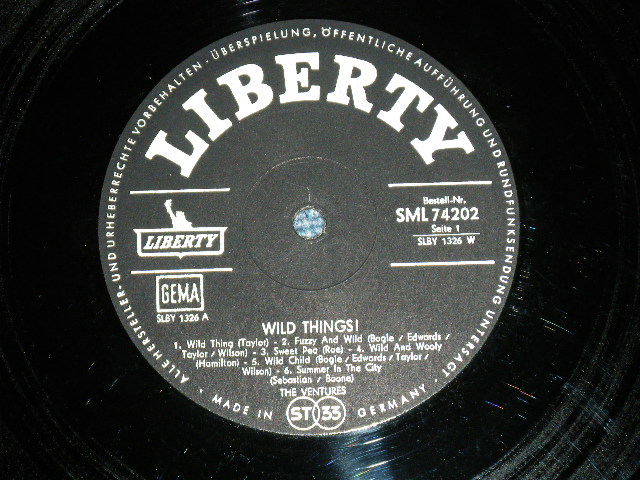 ALLE HERSTELLER- UND URHEBERRECHTE VORBEHALTEN · ÜBERSPIELUNG, ÖFFENTLICHE AUFFÜHRUNG UND RUNDFUNKSENDUNG UNTERSAGT ·
LIBERTY
LIBERTY
Bestell-Nr.
SML 74202
Seite 1
SLBY 1326 W
GEMA
SLBY 1326 A
WILD THINGS!
1. Wild Thing (Taylor) - 2. Fuzzy And Wild (Bogle / Edwards /
Taylor / Wilson) - 3. Sweet Pea (Roe) - 4. Wild And Wooly
(Hamilton) - 5. Wild Child (Bogle / Edwards / Taylor /
Wilson) - 6. Summer In The City
(Sebastian / Boone)
THE VENTURES
MADE IN GERMANY ·
ST 33